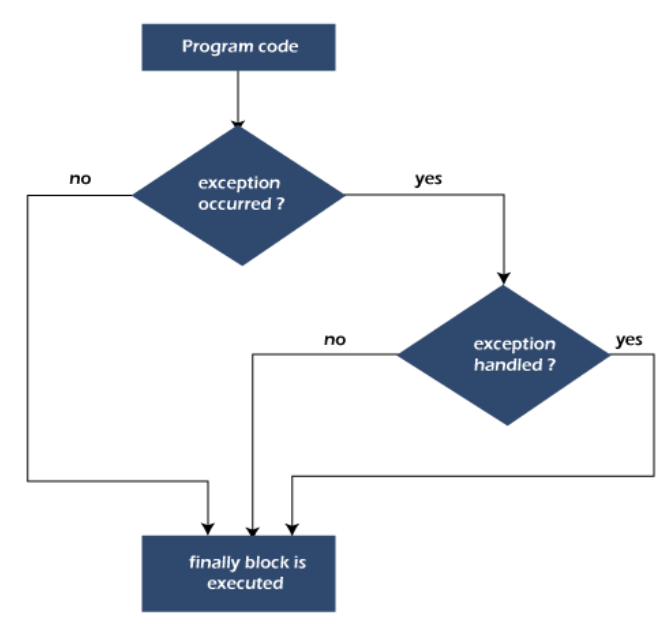 Program code
no
exception
occurred ?
yes
no
exception
handled ?
yes
finally block is
executed